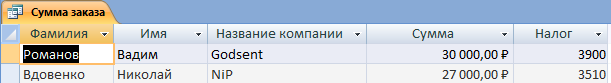 Сумма заказа
Фамилия Имя Название компании Сумма Налог
Романов Вадим Godsent 30 000,00 ₽ 3900
Вдовенко Николай NiP 27 000,00 ₽ 3510